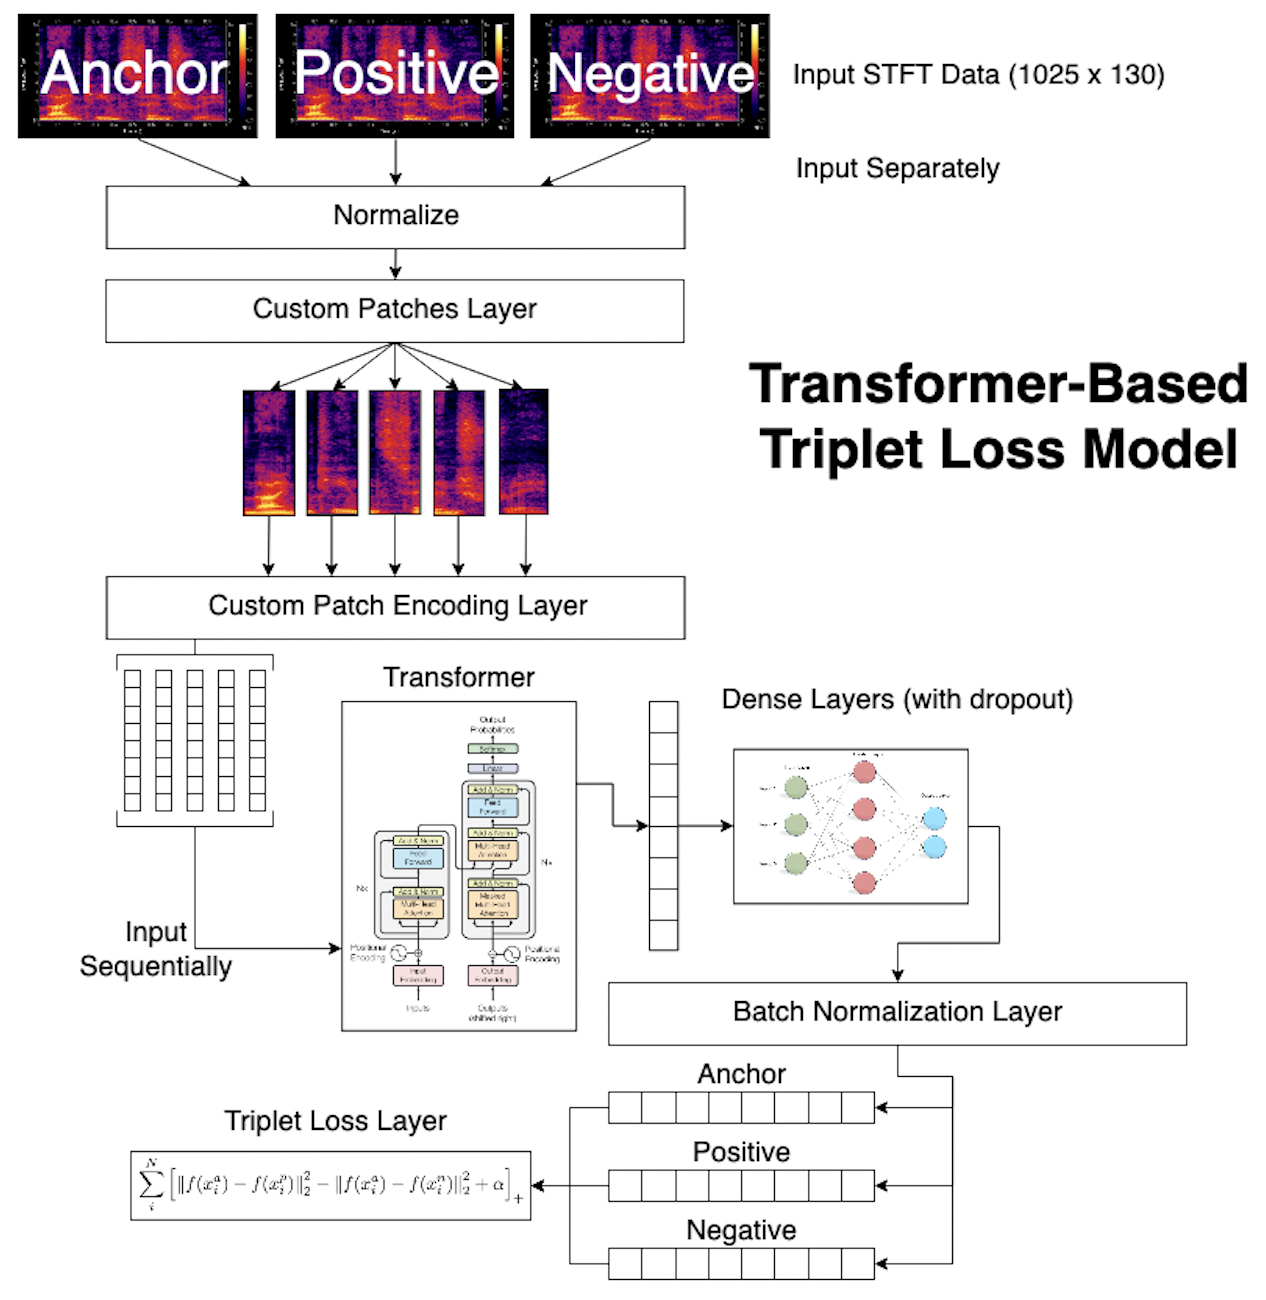 Anchor
Positive
Negative
Input STFT Data (1025 x 130)
Input Separately
Normalize
Custom Patches Layer
Transformer-Based
Triplet Loss Model
Custom Patch Encoding Layer
Transformer
Output
Probabilities
Softmax
Linear
Add & Norm
Feed
Forward
Add & Norm
Multi-Head
Attention
Nx
Add & Norm
Masked
Multi-Head
Attention
Add & Norm
Feed
Forward
Nx
Add & Norm
Multi-Head
Attention
Positional
Encoding
Positional
Encoding
Input
Embedding
Output
Embedding
Inputs
Outputs
(shifted right)
Input
Sequentially
Dense Layers (with dropout)
Batch Normalization Layer
Anchor
Positive
Negative
Triplet Loss Layer
\sum_{i}^{N} \left[ \|f(x_i^a) - f(x_i^p)\|_2^2 - \|f(x_i^a) - f(x_i^n)\|_2^2 + \alpha \right]_+